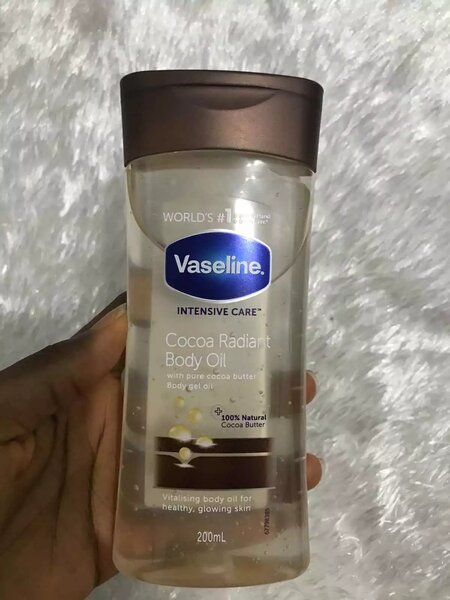 WORLD'S #1
Vaseline.
INTENSIVE CARE™
Cocoa Radiant
Body Oil
with pure cocoa butter
Body gel oil
+100% Natural
Cocoa Butter
Vitalising body oil for
healthy, glowing skin
200mL